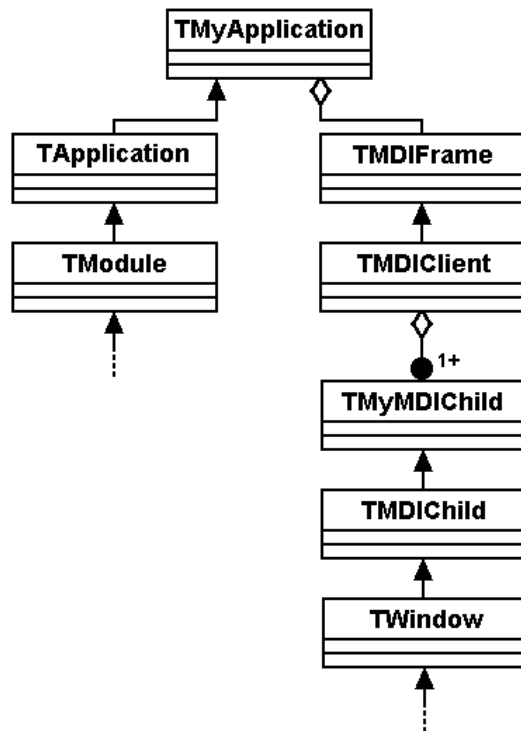 TMyApplication
TApplication
TMDIFrame
TModule
TMDIClient
1+
TMyMDIChild
TMDIChild
TWindow